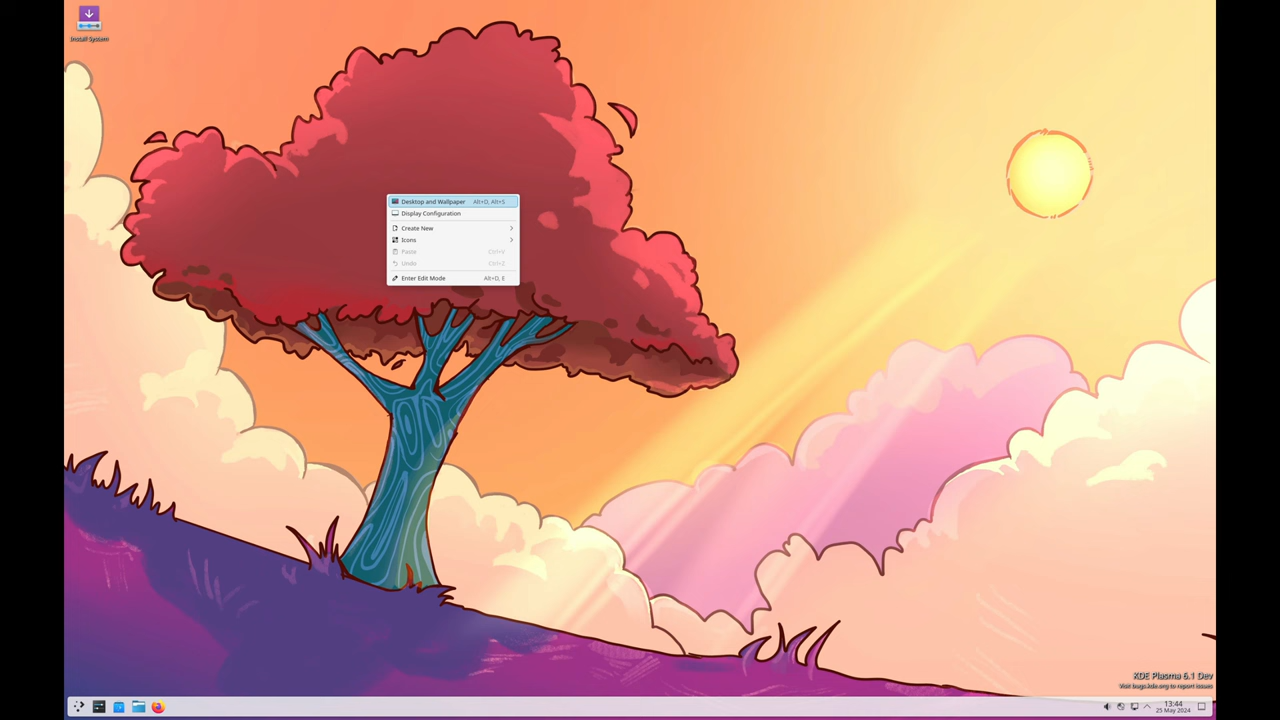 Install System
Desktop and Wallpaper Alt+D, Alt+S
Display Configuration
Create New
Icons
Paste Ctrl+V
Undo Ctrl+Z
Enter Edit Mode Alt+D, E
KDE Plasma 6.1 Dev
Visit bugs.kde.org to report issues
13:44
25 May 2024